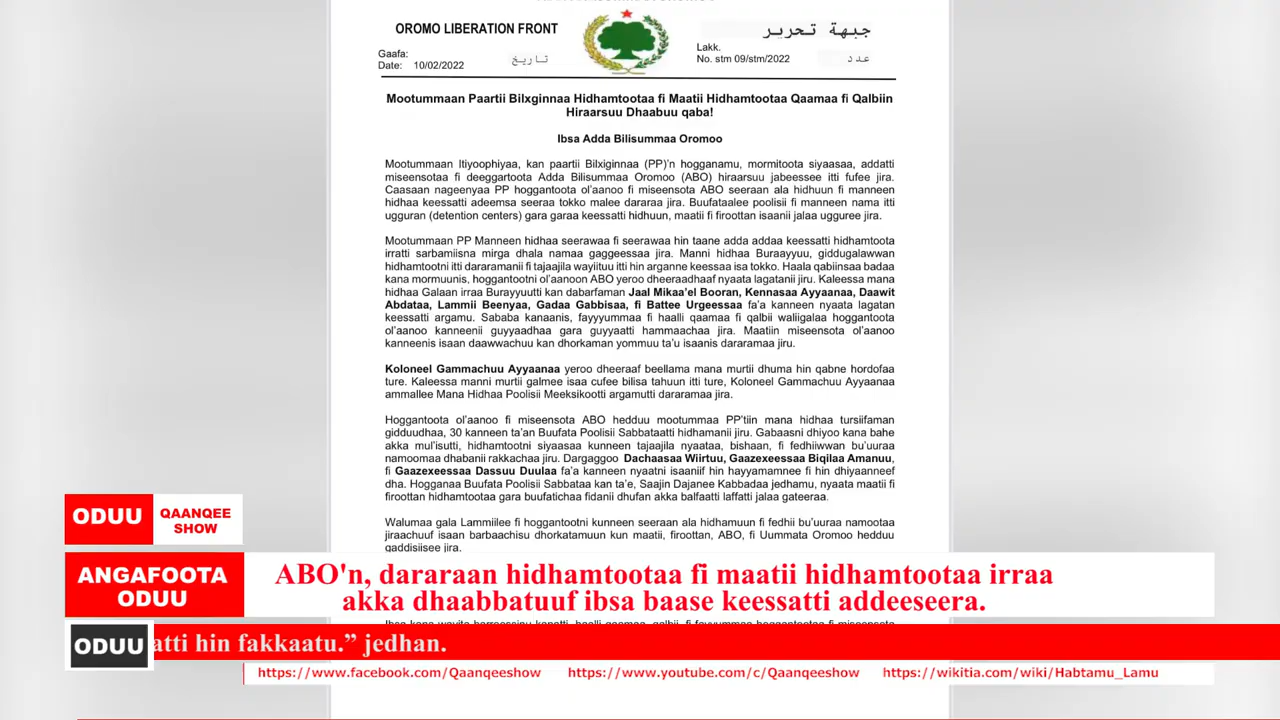 OROMO LIBERATION FRONT
جبهة تحرير
Gaafa:
Date: 10/02/2022
تاريخ
Lakk.
No. stm 09/stm/2022
عدد
Mootummaan Paartii Bilxginnaa Hidhamtootaa fi Maatii Hidhamtootaa Qaamaa fi Qalbiin
Hiraarsuu Dhaabuu qaba!
Ibsa Adda Bilisummaa Oromoo
Mootummaan Itiyoophiyaa, kan paartii Bilxiginnaa (PP)'n hogganamu, mormitoota siyaasaa, addatti
miseensotaa fi deeggartoota Adda Bilisummaa Oromoo (ABO) hiraarsuu jabeessee itti fufee jira.
Caasaan nageenyaa PP hoggantoota ol'aanoo fi miseensota ABO seeraan ala hidhuun fi manneen
hidhaa keessatti adeemsa seeraa tokko malee dararaa jira. Buufataalee poolisii fi manneen nama itti
ugguran (detention centers) gara garaa keessatti hidhuun, maatii fi firoottan isaanii jalaa ugguree jira.
Mootummaan PP Manneen hidhaa seerawaa fi seerawaa hin taane adda addaa keessatti hidhamtoota
irratti sarbamiisna mirga dhala namaa gaggeessaa jira. Manni hidhaa Buraayyuu, giddugalawwan
hidhamtootni itti dararamanii fi tajaajila wayiituu itti hin arganne keessaa isa tokko. Haala qabiinsaa badaa
kana mormuunis, hoggantootni ol'aanoon ABO yeroo dheeraadhaaf nyaata lagatanii jiru. Kaleessa mana
hidhaa Galaan irraa Burayyuutti kan dabarfaman Jaal Mikaa'el Booran, Kennasaa Ayyaanaa, Daawit
Abdataa, Lammii Beenyaa, Gadaa Gabbisaa, fi Battee Urgeessaa fa'a kanneen nyaata lagatan
keessatti argamu. Sababa kanaanis, fayyyummaa fi haalli qaamaa fi qalbii waliigalaa hoggantoota
ol'aanoo kanneenii guyyaadhaa gara guyyaatti hammaachaa jira. Maatiin miseensota ol'aanoo
kanneenis isaan daawwachuu kan dhorkaman yommuu ta'u isaanis dararamaa jiru.
Koloneel Gammachuu Ayyaanaa yeroo dheeraaf beellama mana murtii dhuma hin qabne hordofaa
ture. Kaleessa manni murtii galmee isaa cufee bilisa tahuun itti ture, Koloneel Gammachuu Ayyaanaa
ammallee Mana Hidhaa Poolisii Meeksikootti argamutti dararamaa jira.
Hoggantoota ol'aanoo fi miseensota ABO hedduu mootummaa PP'tiin mana hidhaa tursiifaman
gidduudhaa, 30 kanneen ta'an Buufata Poolisii Sabbataatti hidhamanii jiru. Gabaasni dhiyoo kana bahe
akka mul'isutti, hidhamtootni siyaasaa kunneen tajaajila nyaataa, bishaan, fi fedhiiwwan bu'uuraa
namoomaa dhabanii rakkachaa jiru. Dargaggoo Dachaasaa Wiirtuu, Gaazexeessaa Biqilaa Amanuu,
fi Gaazexeessaa Dassuu Duulaa fa'a kanneen nyaatni isaaniif hin hayyamamnee fi hin dhiyaanneef
dha. Hogganaa Buufata Poolisii Sabbataa kan ta'e, Saajin Dajanee Kabbadaa jedhamu, nyaata maatii fi
firoottan hidhamtootaa gara buufatichaa fidanii dhufan akka balfaatti laffatti jalaa gateeraa.
Walumaa gala Lammiilee fi hoggantootni kunneen seeraan ala hidhamuun fi fedhii bu'uuraa namootaa
jiraachuuf isaan barbaachisu dhorkatamuun kun maatii, firoottan, ABO, fi Uummata Oromoo hedduu
qaddisiisee jira.
ODUU
QAANQEE
SHOW
ANGAFOOTA
ODUU
ABO'n, dararaan hidhamtootaa fi maatii hidhamtootaa irraa
akka dhaabbatuuf ibsa baase keessatti addeeseera.
ODUU
atti hin fakkaatu.” jedhan.
https://www.facebook.com/Qaanqeeshow
https://www.youtube.com/c/Qaanqeeshow
https://wikitia.com/wiki/Habtamu_Lamu